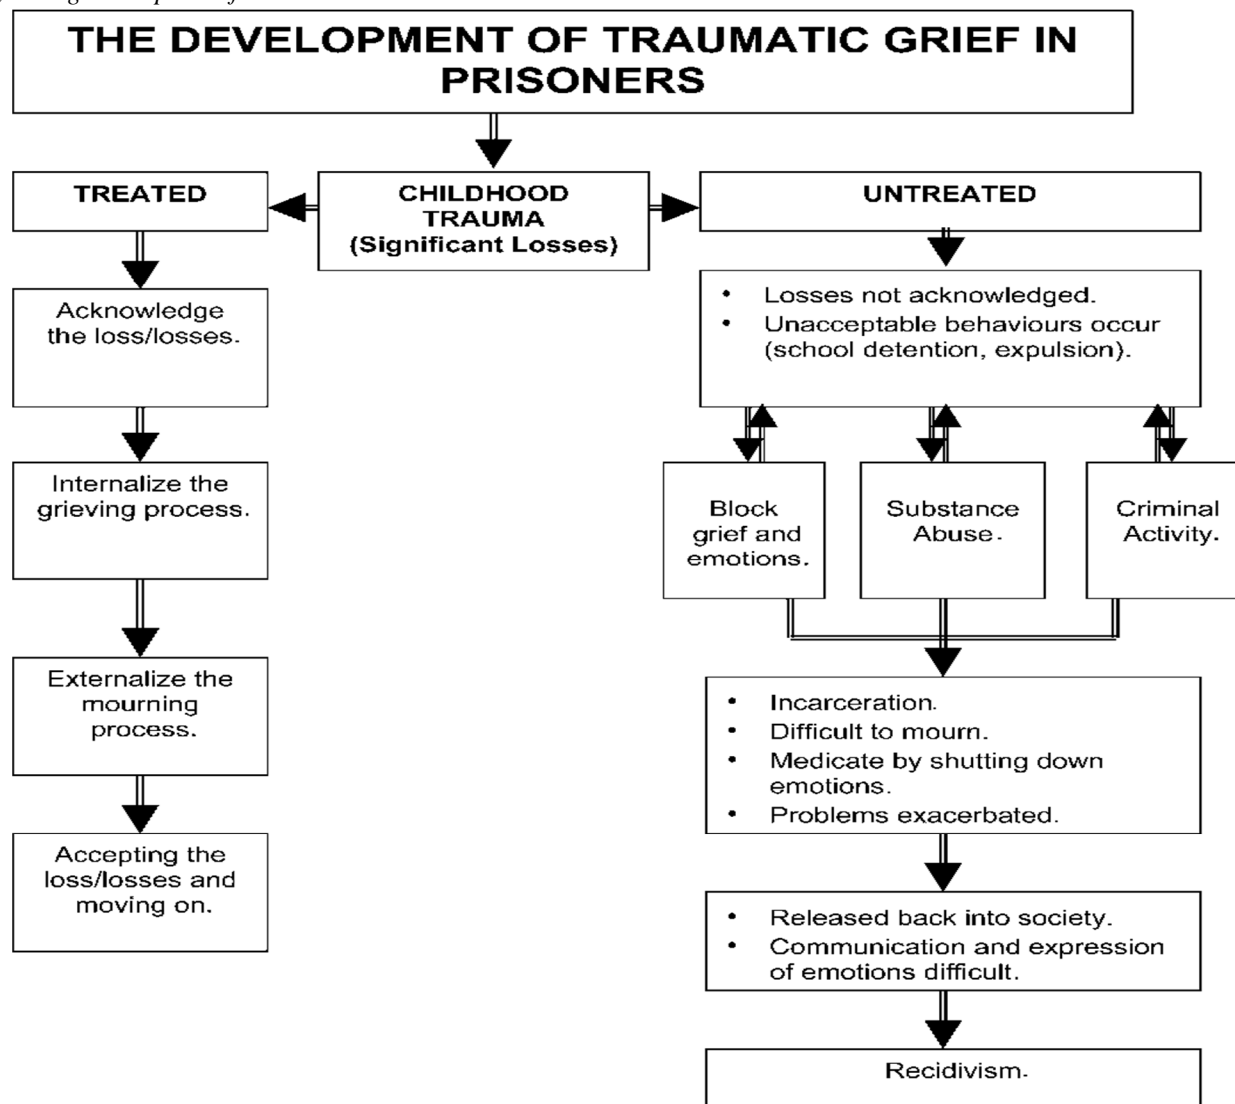 THE DEVELOPMENT OF TRAUMATIC GRIEF IN
PRISONERS
TREATED
CHILDHOOD
TRAUMA
(Significant Losses)
UNTREATED
Acknowledge
the loss/losses.
Internalize the
grieving process.
Externalize the
mourning
process.
Accepting the
loss/losses and
moving on.
• Losses not acknowledged.
• Unacceptable behaviours occur
(school detention, expulsion).
Block
grief and
emotions.
Substance
Abuse.
Criminal
Activity.
• Incarceration.
• Difficult to mourn.
• Medicate by shutting down
emotions.
• Problems exacerbated.
• Released back into society.
• Communication and expression
of emotions difficult.
Recidivism.